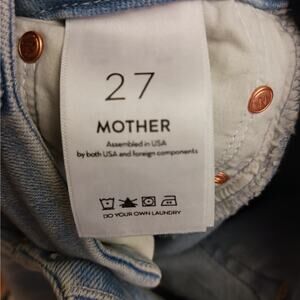 27
MOTHER
Assembled in USA
by both USA and foreign components
DO YOUR OWN LAUNDRY